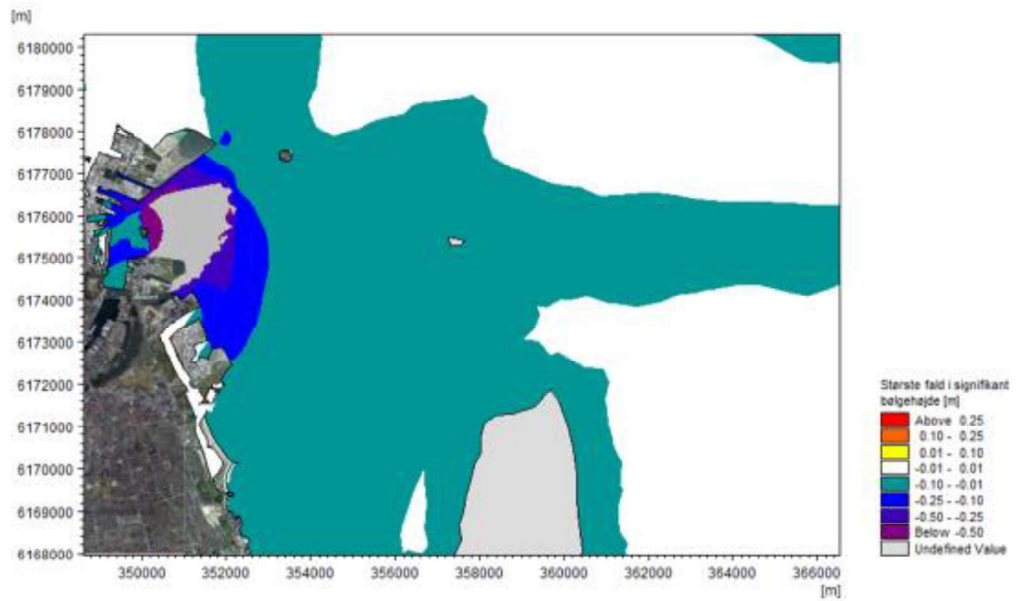 [m]
6180000
6179000
6178000
6177000
6176000
6175000
6174000
6173000
6172000
6171000
6170000
6169000
6168000
350000 352000 354000 356000 358000 360000 362000 364000 366000
[m]
Største fald i signifikant
bølgehøjde [m]
Above 0.25
0.10 - 0.25
0.01 - 0.10
-0.01 - 0.01
-0.10 - -0.01
-0.25 - -0.10
-0.50 - -0.25
Below -0.50
Undefined Value